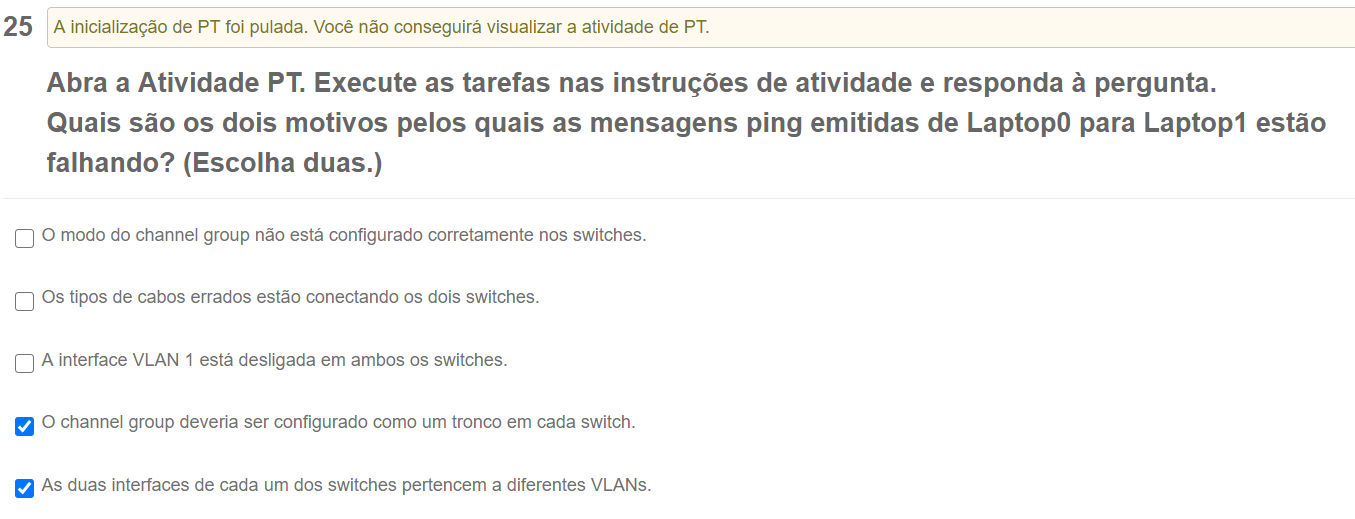 25
A inicialização de PT foi pulada. Você não conseguirá visualizar a atividade de PT.
Abra a Atividade PT. Execute as tarefas nas instruções de atividade e responda à pergunta.
Quais são os dois motivos pelos quais as mensagens ping emitidas de Laptop0 para Laptop1 estão
falhando? (Escolha duas.)
O modo do channel group não está configurado corretamente nos switches.
Os tipos de cabos errados estão conectando os dois switches.
A interface VLAN 1 está desligada em ambos os switches.
O channel group deveria ser configurado como um tronco em cada switch.
As duas interfaces de cada um dos switches pertencem a diferentes VLANs.